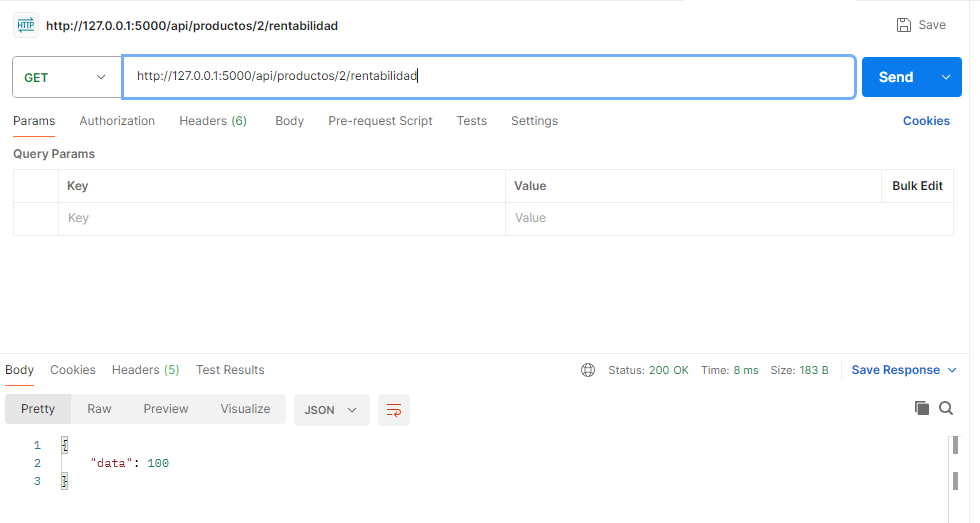 HTTP http://127.0.0.1:5000/api/productos/2/rentabilidad Save
GET http://127.0.0.1:5000/api/productos/2/rentabilidad Send
Params Authorization Headers (6) Body Pre-request Script Tests Settings Cookies
Query Params
Key Value Bulk Edit
Key Value
Body Cookies Headers (5) Test Results Status: 200 OK Time: 8 ms Size: 183 B Save Response
Pretty Raw Preview Visualize JSON
1 {
2 "data": 100
3 }